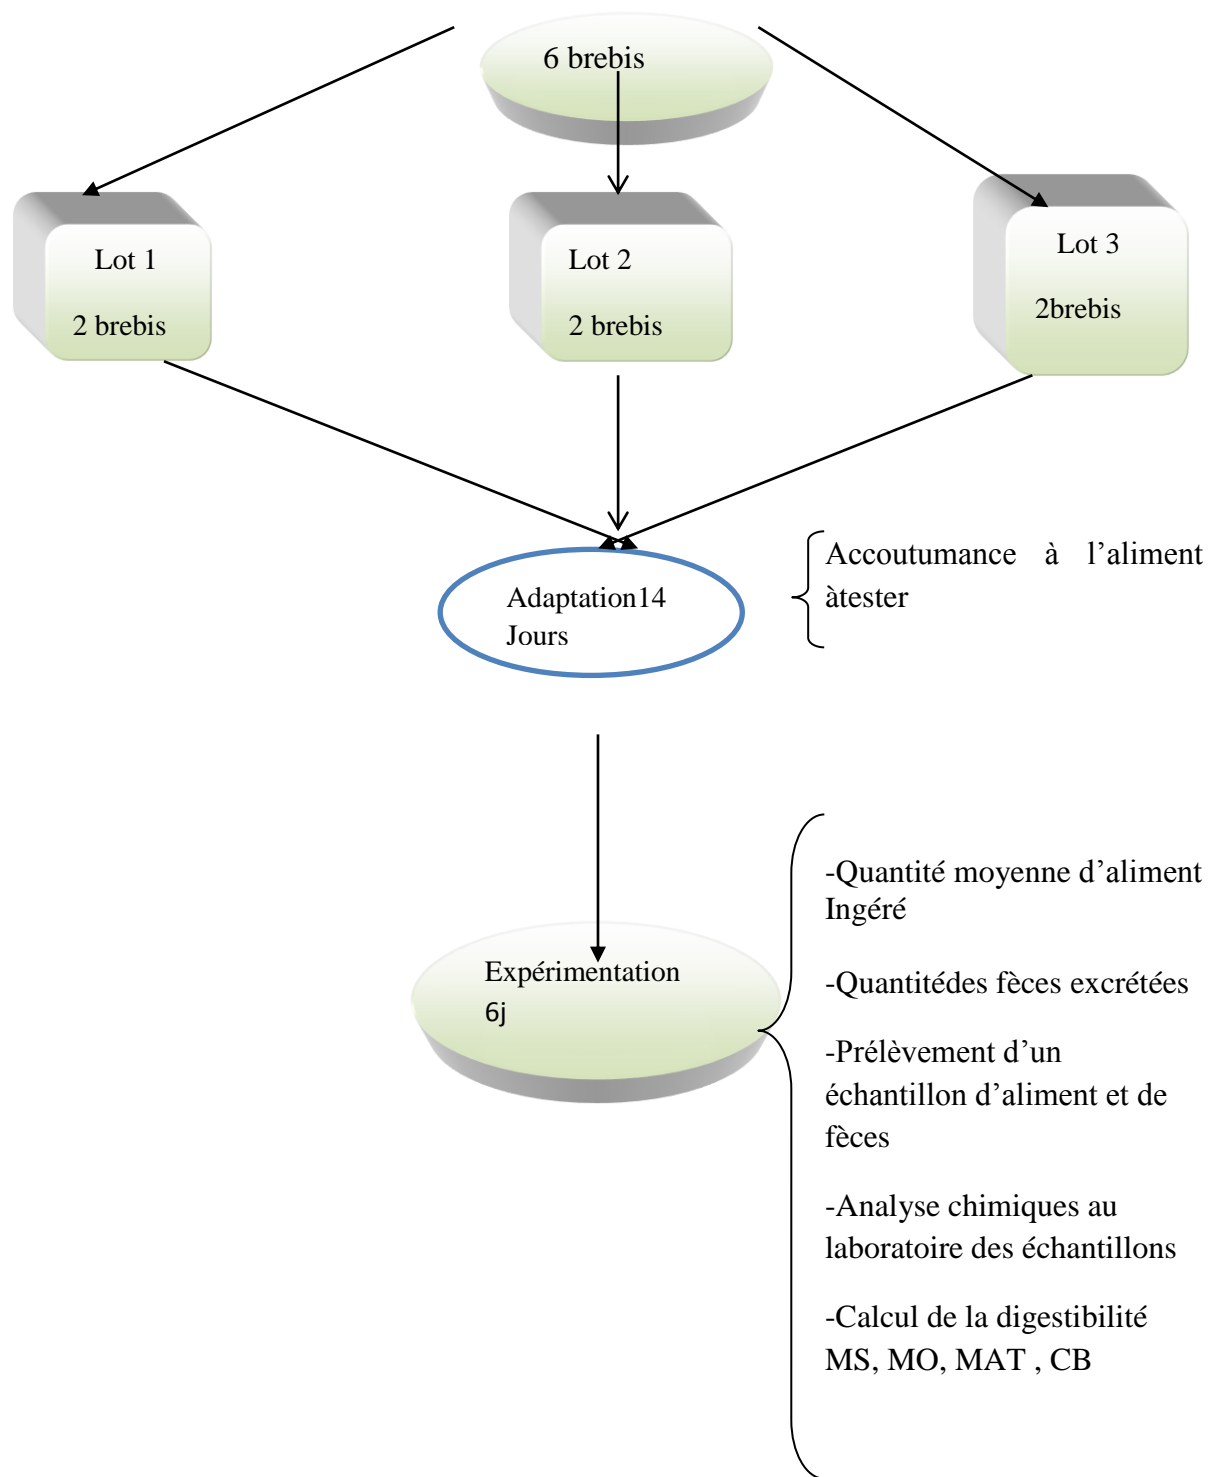 6 brebis
Lot 1
2 brebis
Lot 2
2 brebis
Lot 3
2brebis
Adaptation14
Jours
Accoutumance à l’aliment
àtester
Expérimentation
6j
-Quantité moyenne d’aliment
Ingéré
-Quantitédes fèces excrétées
-Prélèvement d’un
échantillon d’aliment et de
fèces
-Analyse chimiques au
laboratoire des échantillons
-Calcul de la digestibilité
MS, MO, MAT , CB